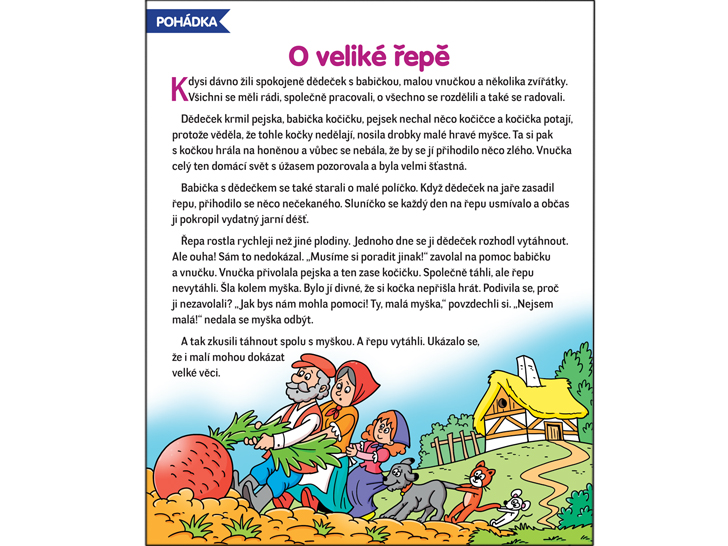 POHÁDKA
O veliké řepě
Kdysi dávno žili spokojeně dědeček s babičkou, malou vnučkou a několika zvířátky.
Všichni se měli rádi, společně pracovali, o všechno se rozdělili a také se radovali.
Dědeček krmil pejska, babička kočičku, pejsek nechal něco kočičce a kočička potají,
protože věděla, že tohle kočky nedělají, nosila drobky malé hravé myšce. Ta si pak
s kočkou hrála na honěnou a vůbec se nebála, že by se jí přihodilo něco zlého. Vnučka
celý ten domácí svět s úžasem pozorovala a byla velmi šťastná.
Babička s dědečkem se také starali o malé políčko. Když dědeček na jaře zasadil
řepu, přihodilo se něco nečekaného. Sluníčko se každý den na řepu usmívalo a občas
ji pokropil vydatný jarní déšť.
Řepa rostla rychleji než jiné plodiny. Jednoho dne se ji dědeček rozhodl vytáhnout.
Ale ouha! Sám to nedokázal. „Musíme si poradit jinak!“ zavolal na pomoc babičku
a vnučku. Vnučka přivolala pejska a ten zase kočičku. Společně táhli, ale řepu
nevytáhli. Šla kolem myška. Bylo jí divné, že si kočka nepřišla hrát. Podivila se, proč
ji nezavolali? „Jak bys nám mohla pomoci! Ty, malá myška,“ povzdechli si. „Nejsem
malá!“ nedala se myška odbýt.
A tak zkusili táhnout spolu s myškou. A řepu vytáhli. Ukázalo se,
že i malí mohou dokázat
velké věci.